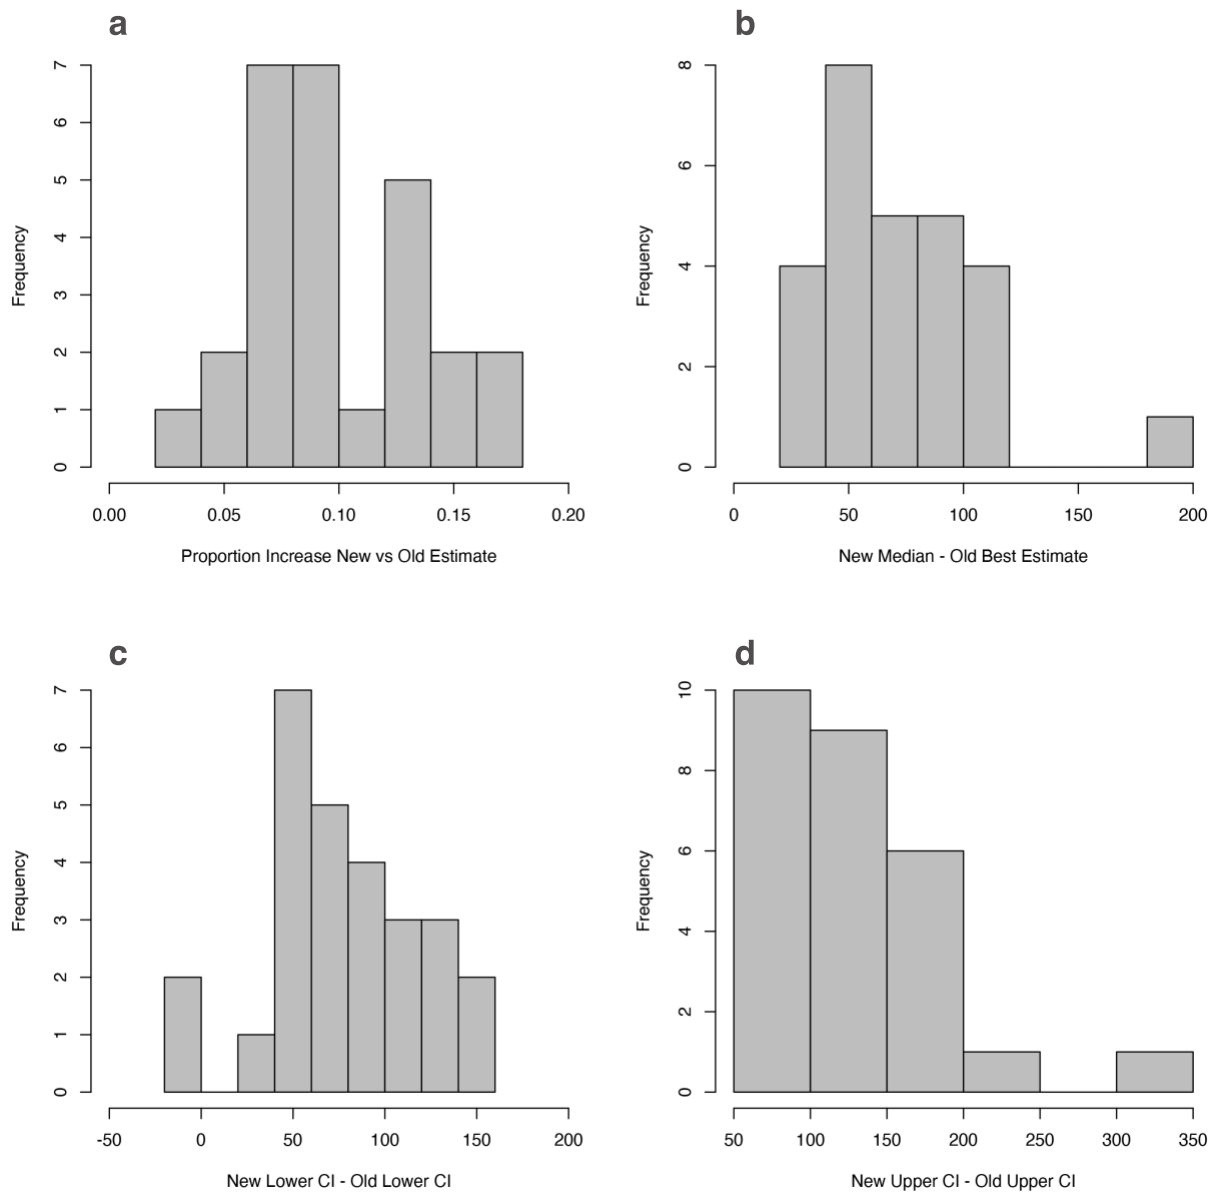 a
7
6
5
4
3
2
1
0
Frequency
0.00 0.05 0.10 0.15 0.20
Proportion Increase New vs Old Estimate
b
8
6
4
2
0
Frequency
0 50 100 150 200
New Median - Old Best Estimate
c
7
6
5
4
3
2
1
0
Frequency
-50 0 50 100 150 200
New Lower CI - Old Lower CI
d
10
8
6
4
2
0
Frequency
50 100 150 200 250 300 350
New Upper CI - Old Upper CI